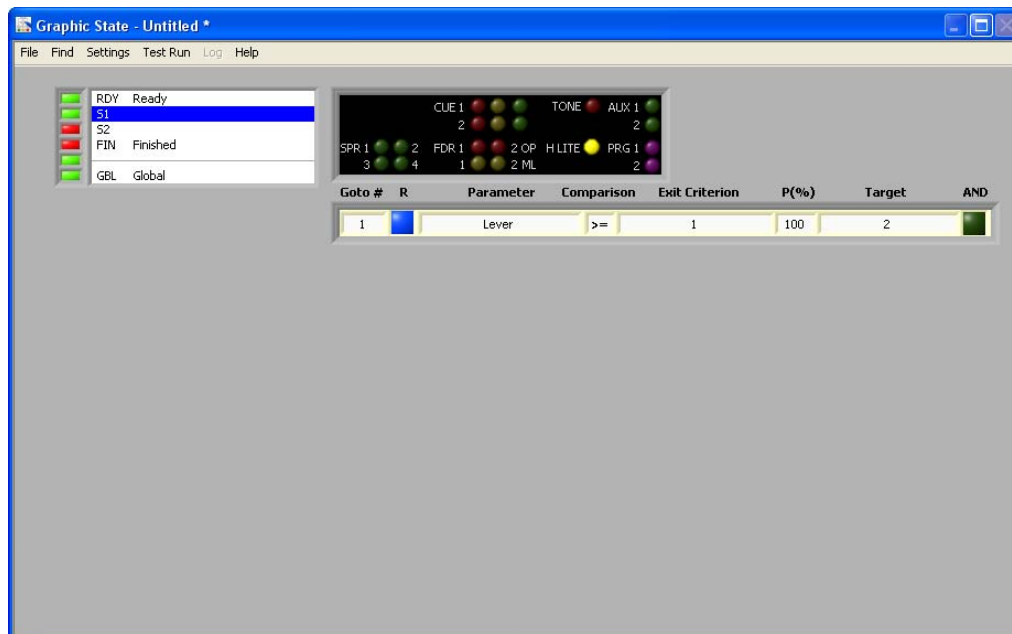 Graphic State - Untitled *
File Find Settings Test Run Log Help
RDY Ready
S1
S2
FIN Finished
GBL Global
CUE 1 TONE AUX 1
2 2
SPR 1 2 FDR 1 2 OP H LITE PRG 1
3 4 1 2 ML 2
Goto # R Parameter Comparison Exit Criterion P(%) Target AND
1 Lever >= 1 100 2